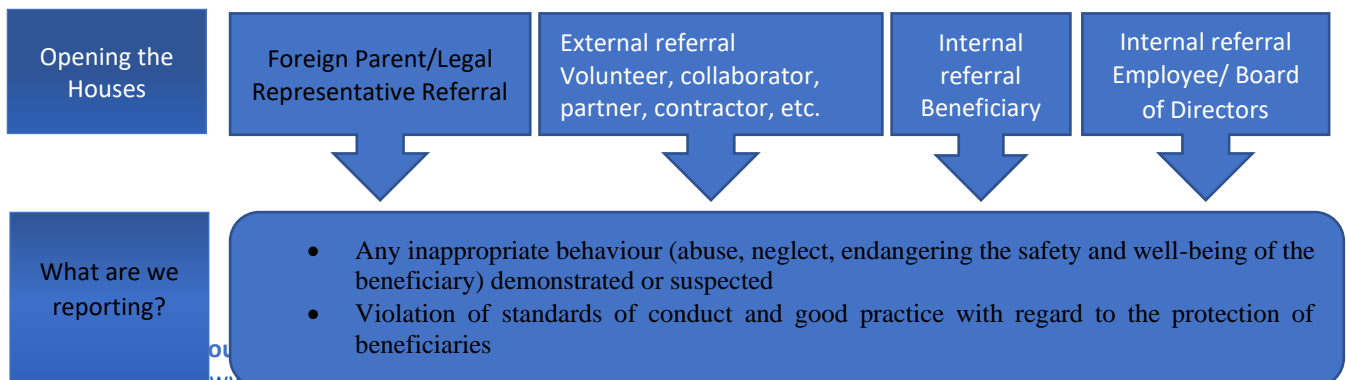 Opening the
Houses
Foreign Parent/Legal
Representative Referral
External referral
Volunteer, collaborator,
partner, contractor, etc.
Internal
referral
Beneficiary
Internal referral
Employee/ Board
of Directors
What are we
reporting?
• Any inappropriate behaviour (abuse, neglect, endangering the safety and well-being of the
beneficiary) demonstrated or suspected
• Violation of standards of conduct and good practice with regard to the protection of
beneficiaries